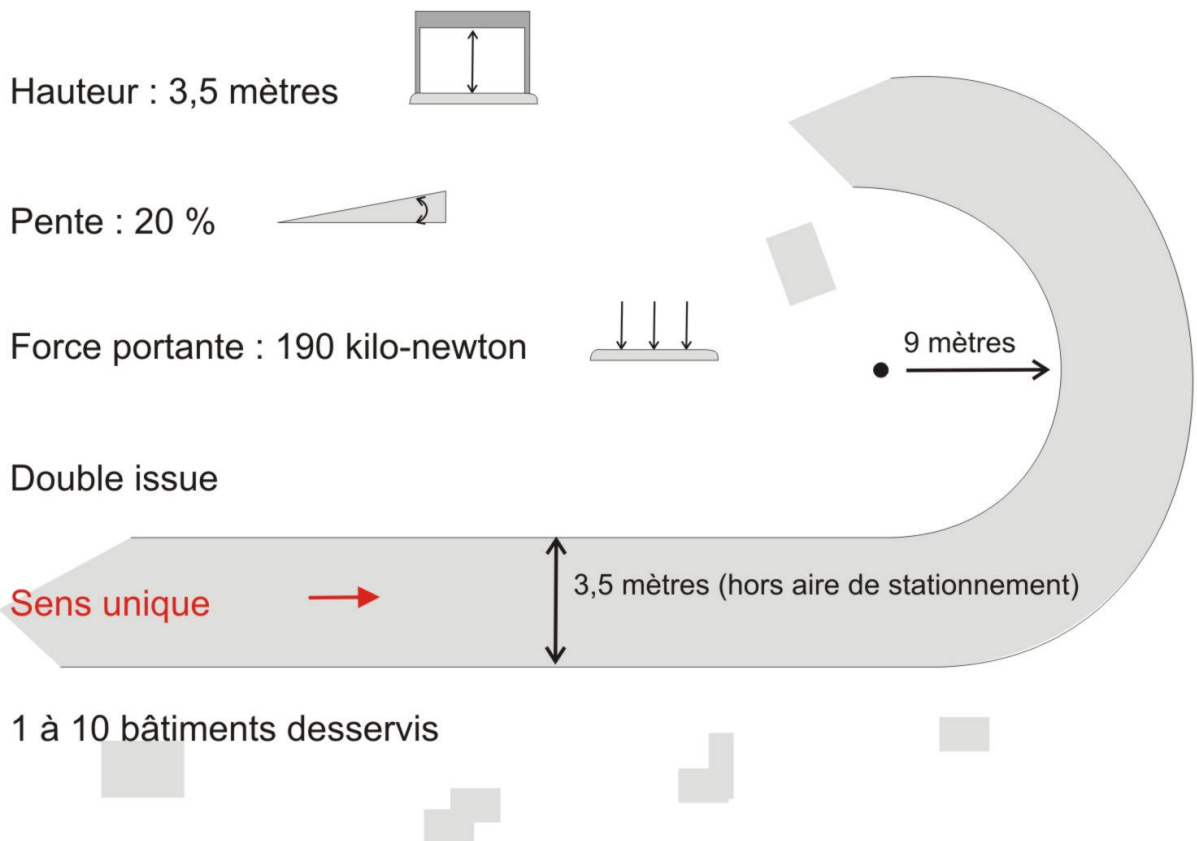 Hauteur : 3,5 mètres
Pente : 20 %
Force portante : 190 kilo-newton
9 mètres
Double issue
3,5 mètres (hors aire de stationnement)
Sens unique
1 à 10 bâtiments desservis